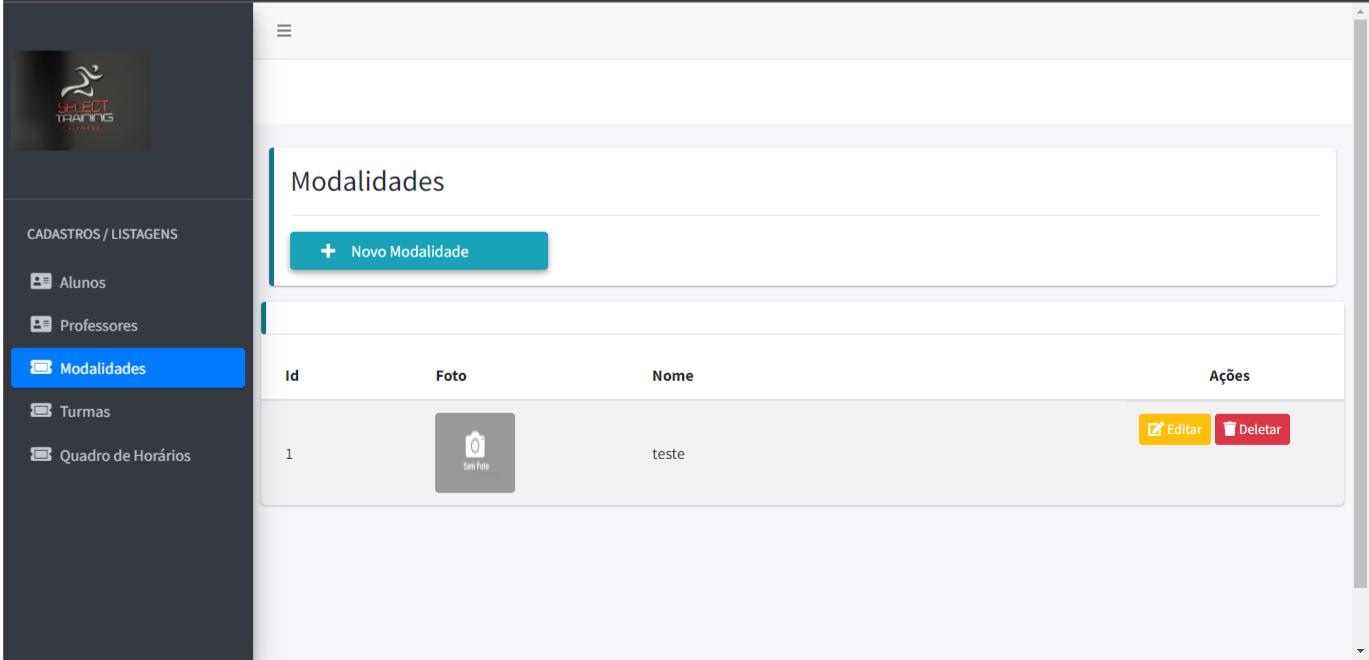 SELECT
TRAINING
FITNESS
CADASTROS / LISTAGENS
Alunos
Professores
Modalidades
Turmas
Quadro de Horários
Modalidades
Novo Modalidade
Id Foto Nome Ações
1 Sem Foto teste Editar Deletar